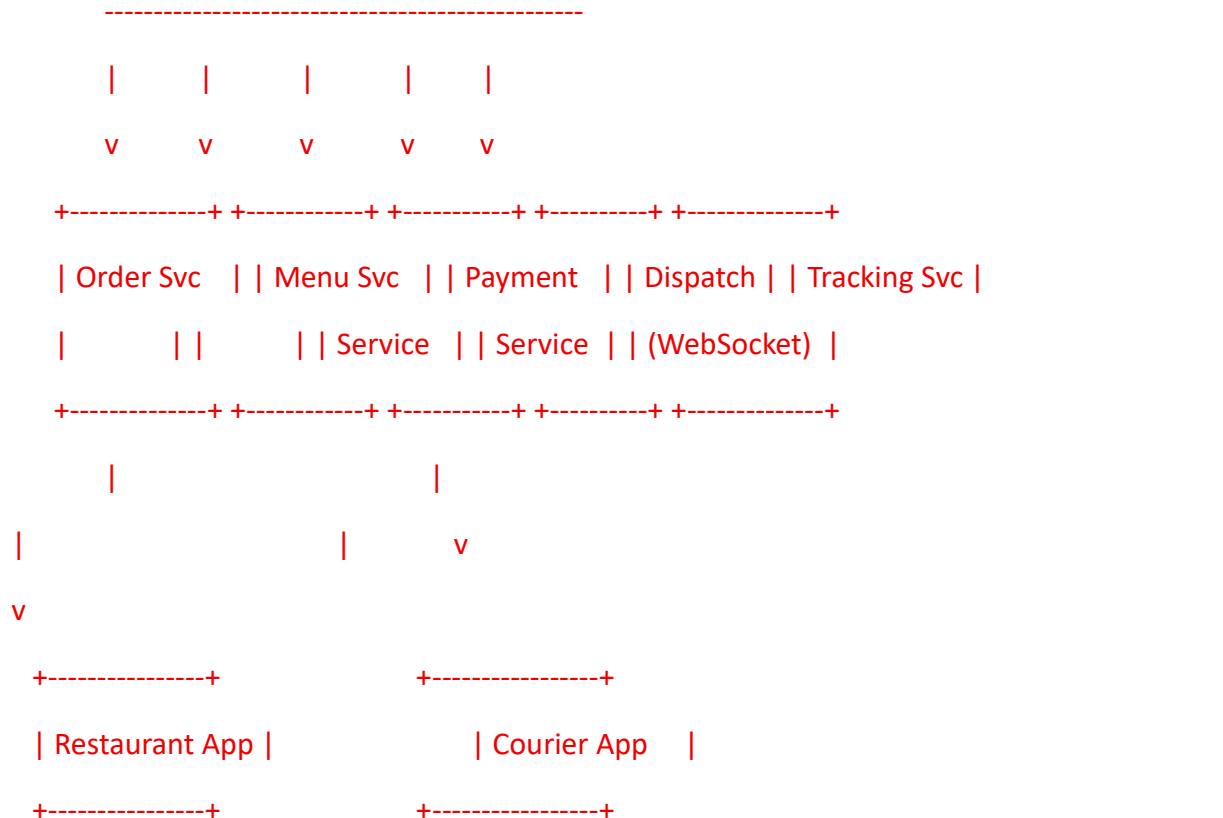 -------------------------------------------------
| | | | |
v v v v v
+--------------+ +------------+ +-----------+ +----------+ +--------------+
| Order Svc | | Menu Svc | | Payment | | Dispatch | | Tracking Svc |
| | | | | Service | | Service | | (WebSocket) |
+--------------+ +------------+ +-----------+ +----------+ +--------------+
| |
| | v
v
+----------------+ +-----------------+
| Restaurant App | | Courier App |
+----------------+ +-----------------+